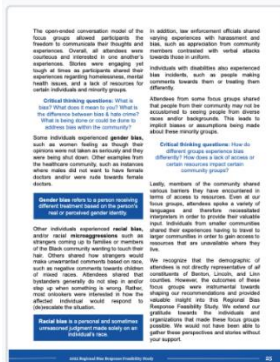 The open-ended conversation model of the
focus groups allowed participants the
freedom to communicate their thoughts and
experiences. Overall, all attendees were
courteous and interested in one another's
experiences. Stories were engaging yet
tough at times as participants shared their
experiences regarding homelessness, mental
health issues, and a lack of resources for
certain individuals and minority groups.
Critical thinking questions: What is
bias? What does it mean to you? What is
the difference between bias & hate crime?
What is being done or could be done to
address bias within the community?
Some individuals experienced gender bias,
such as women feeling as though their
opinions were not taken as seriously and they
were being shut down. Other examples from
the healthcare community, such as instances
where males did not want to have female
doctors and/or were rude towards female
doctors.
Gender bias refers to a person receiving
different treatment based on the person's
real or perceived gender identity.
Other individuals experienced racial bias,
and/or racial microaggressions such as
strangers coming up to families or members
of the Black community wanting to touch their
hair. Others shared how strangers would
make unwarranted comments based on race,
such as negative comments towards children
of mixed races. Attendees shared that
bystanders generally do not step in and/or
step up when something is wrong. Rather,
most onlookers were interested in how the
affected individual would respond to
(de)escalate the situation.
Racial bias is a personal and sometimes
unreasoned judgment made solely on an
individual's race.
In addition, law enforcement officials shared
varying experiences with harassment and
bias, such as appreciation from community
members contrasted with verbal attacks
towards those in uniform.
Individuals with disabilities also experienced
bias incidents, such as people making
comments towards them or treating them
differently.
Attendees from some focus groups shared
that people from their community may not be
accustomed to seeing people from diverse
races and/or backgrounds. This leads to
implicit biases or assumptions being made
about these minority groups.
Critical thinking questions: How do
different groups experience bias
differently? How does a lack of access or
certain resources impact certain
community groups?
Lastly, members of the community shared
various barriers they have encountered in
terms of access to resources. Even at our
focus groups, attendees spoke a variety of
languages and therefore necessitated
interpreters in order to provide their valuable
input. Individuals from smaller communities
shared their experiences having to travel to
larger communities in order to gain access to
resources that are unavailable where they
live.
We recognize that the demographic of
attendees is not directly representative of all
constituents of Benton, Lincoln, and Linn
counties. However, the outcomes of these
focus groups were instrumental towards
shaping our recommendations and provided
valuable insight into this Regional Bias
Response Feasibility Study. We extend our
gratitude towards the individuals and
organizations that made these focus groups
possible. We would not have been able to
gather these perspectives and stories without
your support.
Regional Bias Response Feasibility Study